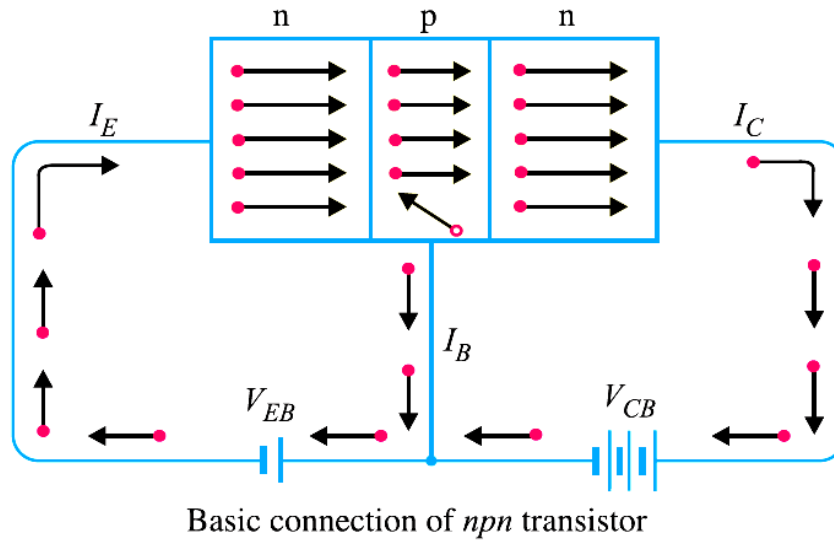 n p n
I_E I_C
I_B
V_EB V_CB
Basic connection of npn transistor